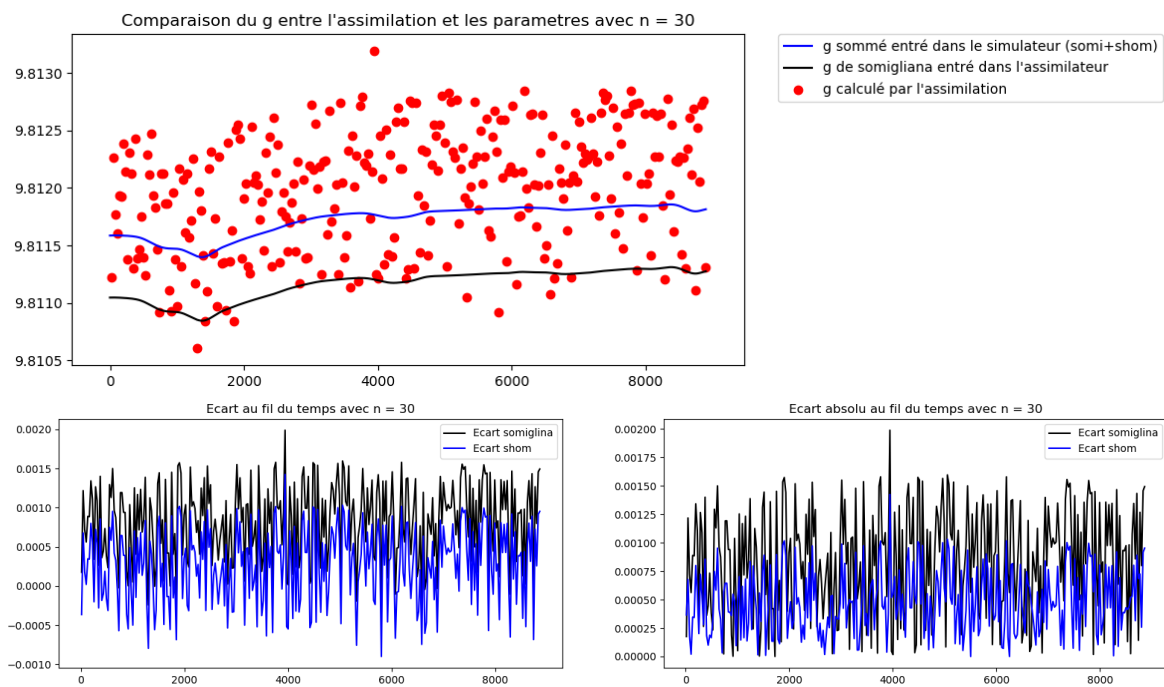 Comparaison du g entre l'assimilation et les parametres avec n = 30
g sommé entré dans le simulateur (somi+shom)
g de somigliana entré dans l'assimilateur
g calculé par l'assimilation
9.8130
9.8125
9.8120
9.8115
9.8110
9.8105
0 2000 4000 6000 8000
Ecart au fil du temps avec n = 30
Ecart somiglina
Ecart shom
0.0020
0.0015
0.0010
0.0005
0.0000
−0.0005
−0.0010
0 2000 4000 6000 8000
Ecart absolu au fil du temps avec n = 30
Ecart somiglina
Ecart shom
0.00200
0.00175
0.00150
0.00125
0.00100
0.00075
0.00050
0.00025
0.00000
0 2000 4000 6000 8000